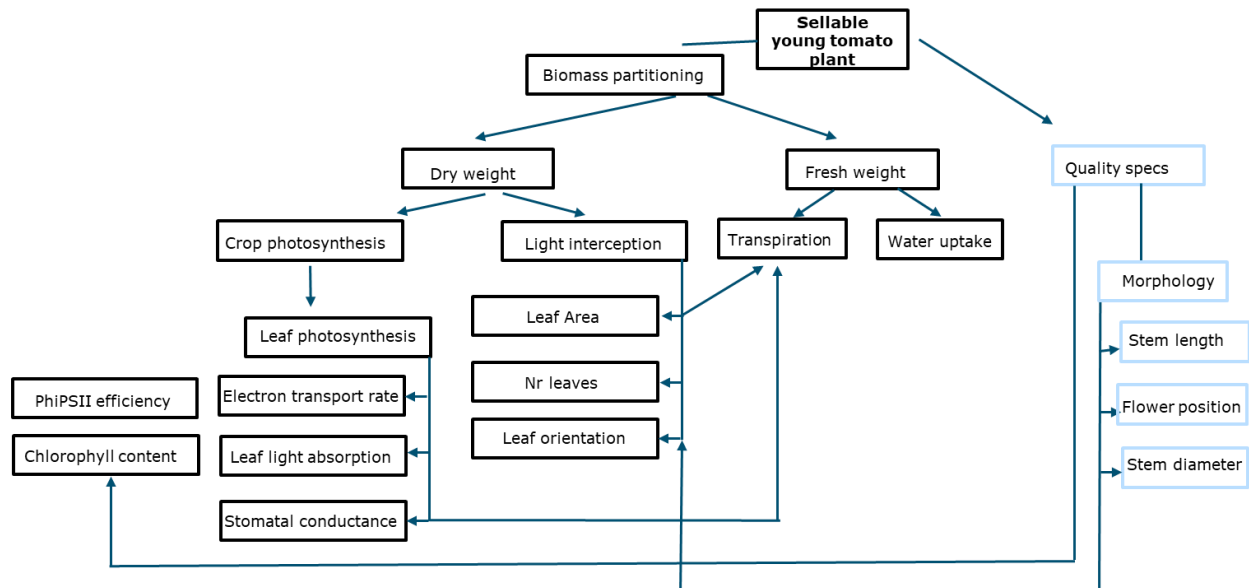 Sellable
young tomato
plant
Biomass partitioning
Dry weight
Fresh weight
Quality specs
Crop photosynthesis
Light interception
Transpiration
Water uptake
Morphology
Leaf Area
Leaf photosynthesis
Stem length
Nr leaves
PhiPSII efficiency
Electron transport rate
Flower position
Leaf orientation
Chlorophyll content
Leaf light absorption
Stem diameter
Stomatal conductance